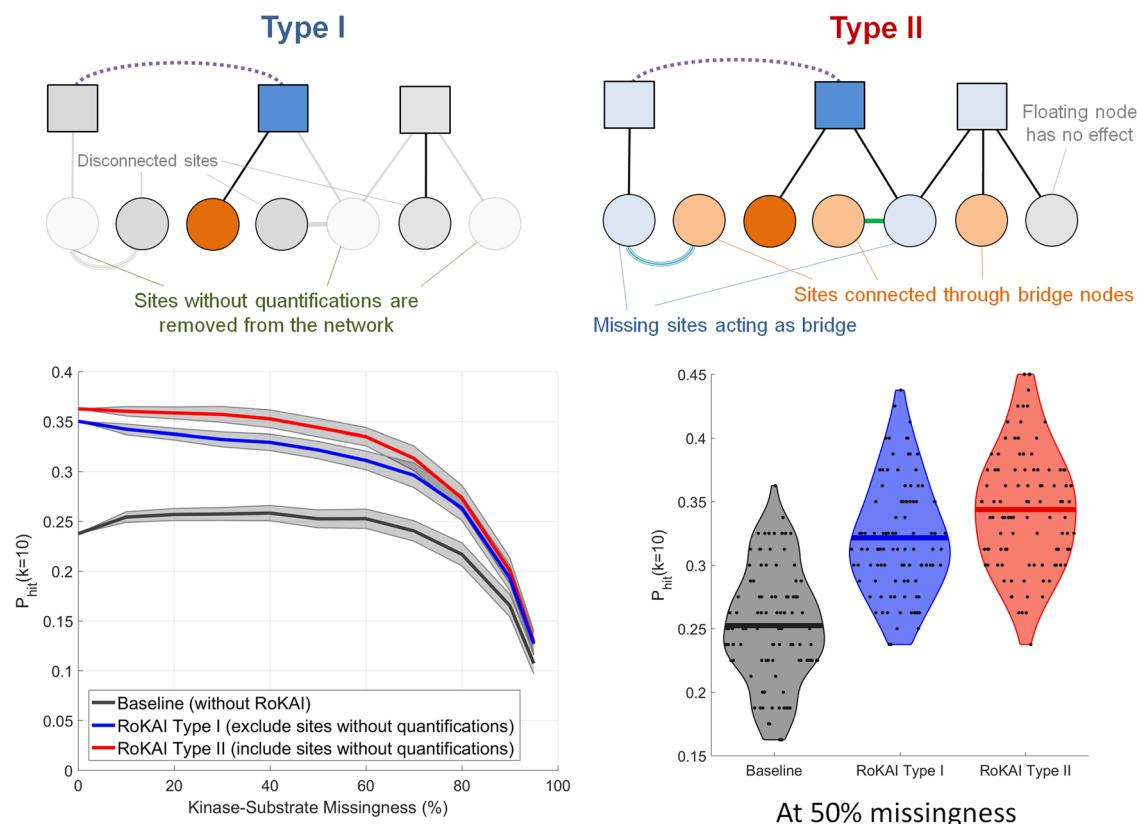 Type I
Disconnected sites
Sites without quantifications are
removed from the network
Type II
Floating node
has no effect
Sites connected through bridge nodes
Missing sites acting as bridge
0.4
0.35
0.3
0.25
0.2
0.15
0.1
0.05
0
P_hit(k=10)
0
20
40
60
80
100
Kinase-Substrate Missingness (%)
Baseline (without RoKAI)
RoKAI Type I (exclude sites without quantifications)
RoKAI Type II (include sites without quantifications)
0.45
0.4
0.35
0.3
0.25
0.2
0.15
P_hit(k=10)
Baseline
RoKAI Type I
RoKAI Type II
At 50% missingness